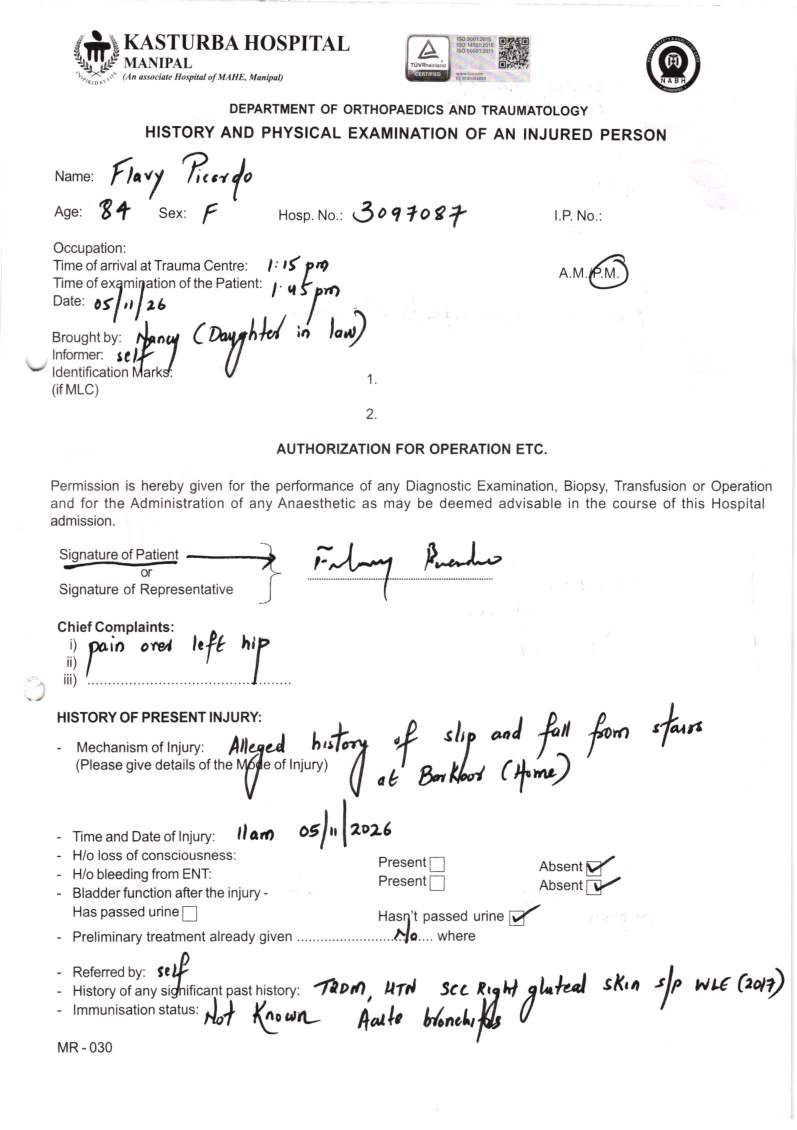 KASTURBA HOSPITAL
MANIPAL
(An associate Hospital of MAHE, Manipal)
INSPIRED BY LIFE
TÜVRheinland
CERTIFIED
ISO 9001:2015
NABH
DEPARTMENT OF ORTHOPAEDICS AND TRAUMATOLOGY
HISTORY AND PHYSICAL EXAMINATION OF AN INJURED PERSON
Name: Flavy Picardo
Age: 84 Sex: F Hosp. No.: 3097087 I.P. No.:
Occupation:
Time of arrival at Trauma Centre: 1:15 pm A.M./P.M.
Time of examination of the Patient: 1.45 pm
Date: 05/11/26
Brought by: Nancy (Daughter in law)
Informer: self
Identification Marks: 1.
(if MLC)
2.
AUTHORIZATION FOR OPERATION ETC.
Permission is hereby given for the performance of any Diagnostic Examination, Biopsy, Transfusion or Operation
and for the Administration of any Anaesthetic as may be deemed advisable in the course of this Hospital
admission.
Signature of Patient
or
Signature of Representative
Chief Complaints:
i) pain over left hip
ii)
iii)
HISTORY OF PRESENT INJURY:
- Mechanism of Injury: Alleged history of slip and fall from stairs
(Please give details of the Mode of Injury) at (Home)
- Time and Date of Injury: 11am 05/11/2026
- H/o loss of consciousness: Present Absent
- H/o bleeding from ENT: Present Absent
- Bladder function after the injury -
Has passed urine Hasn't passed urine
- Preliminary treatment already given ..........................No.... where
- Referred by: self
- History of any significant past history: T2DM, HTN SCC Right gluteal skin s/p WLE (2017)
- Immunisation status: Not Known Acute bronchitis
MR - 030